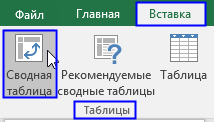 Файл Главная Вставка
Сводная Рекомендуемые Таблица
таблица сводные таблицы
Таблицы